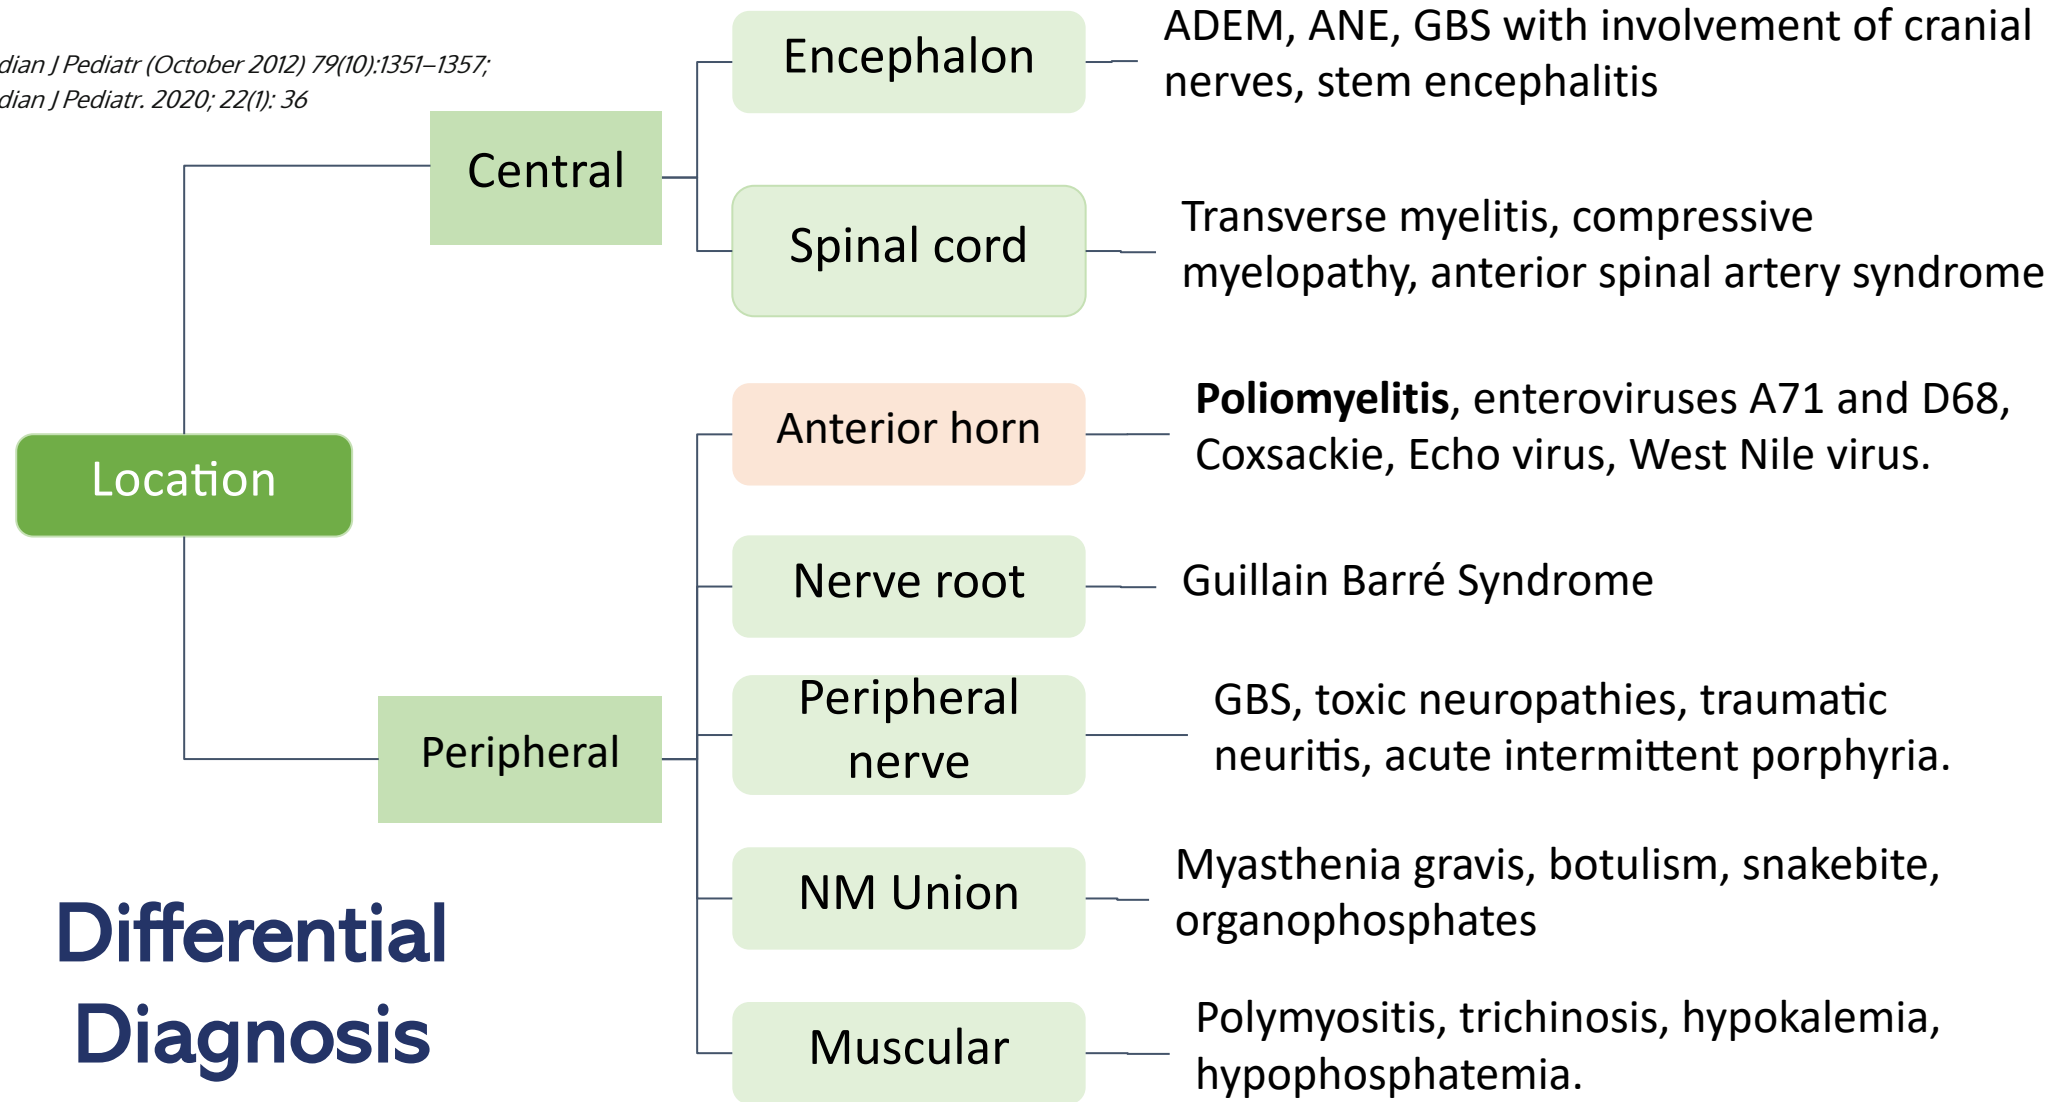 dian J Pediatr (October 2012) 79(10):1351–1357;
dian J Pediatr. 2020; 22(1): 36
Location
Central
Encephalon
ADEM, ANE, GBS with involvement of cranial
nerves, stem encephalitis
Spinal cord
Transverse myelitis, compressive
myelopathy, anterior spinal artery syndrome
Peripheral
Anterior horn
Poliomyelitis, enteroviruses A71 and D68,
Coxsackie, Echo virus, West Nile virus.
Nerve root
Guillain Barré Syndrome
Peripheral
nerve
GBS, toxic neuropathies, traumatic
neuritis, acute intermittent porphyria.
NM Union
Myasthenia gravis, botulism, snakebite,
organophosphates
Muscular
Polymyositis, trichinosis, hypokalemia,
hypophosphatemia.
Differential
Diagnosis